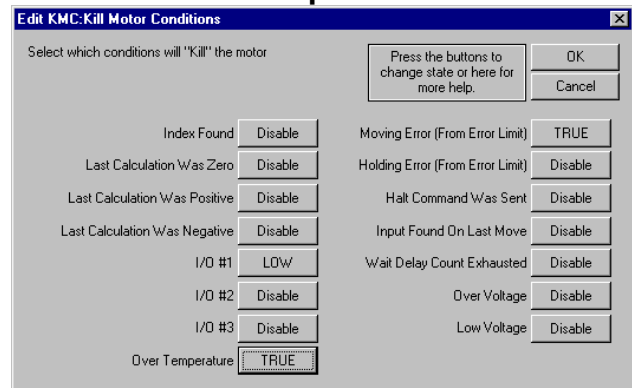 Edit KMC:Kill Motor Conditions
Select which conditions will "Kill" the motor
Press the buttons to
change state or here for
more help.
OK
Cancel
Index Found Disable
Last Calculation Was Zero Disable
Last Calculation Was Positive Disable
Last Calculation Was Negative Disable
I/O #1 LOW
I/O #2 Disable
I/O #3 Disable
Over Temperature TRUE
Moving Error (From Error Limit) TRUE
Holding Error (From Error Limit) Disable
Halt Command Was Sent Disable
Input Found On Last Move Disable
Wait Delay Count Exhausted Disable
Over Voltage Disable
Low Voltage Disable